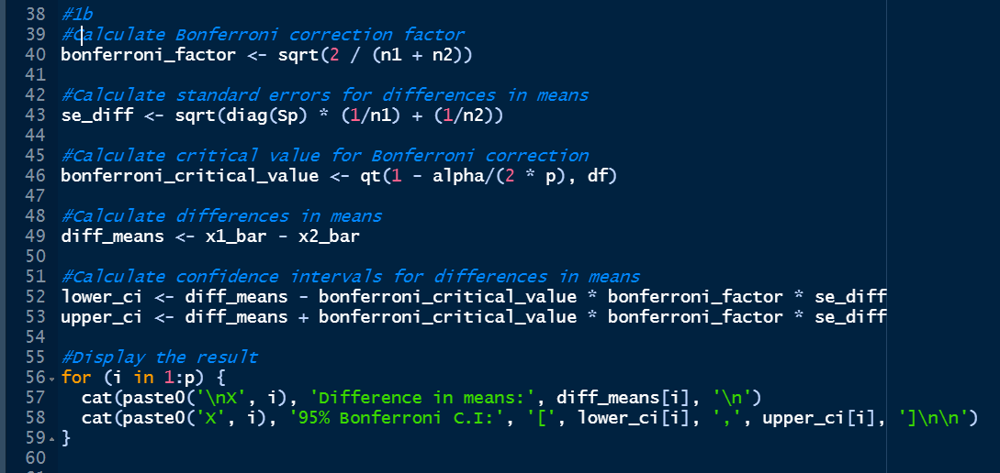 38 #1b
39 #Calculate Bonferroni correction factor
40 bonferroni_factor <- sqrt(2 / (n1 + n2))
41
42 #Calculate standard errors for differences in means
43 se_diff <- sqrt(diag(Sp) * (1/n1) + (1/n2))
44
45 #Calculate critical value for Bonferroni correction
46 bonferroni_critical_value <- qt(1 - alpha/(2 * p), df)
47
48 #Calculate differences in means
49 diff_means <- x1_bar - x2_bar
50
51 #Calculate confidence intervals for differences in means
52 lower_ci <- diff_means - bonferroni_critical_value * bonferroni_factor * se_diff
53 upper_ci <- diff_means + bonferroni_critical_value * bonferroni_factor * se_diff
54
55 #Display the result
56 for (i in 1:p) {
57   cat(paste0('\nX', i), 'Difference in means:', diff_means[i], '\n')
58   cat(paste0('X', i), '95% Bonferroni C.I:', '[', lower_ci[i], ',', upper_ci[i], ']\n\n')
59 }
60